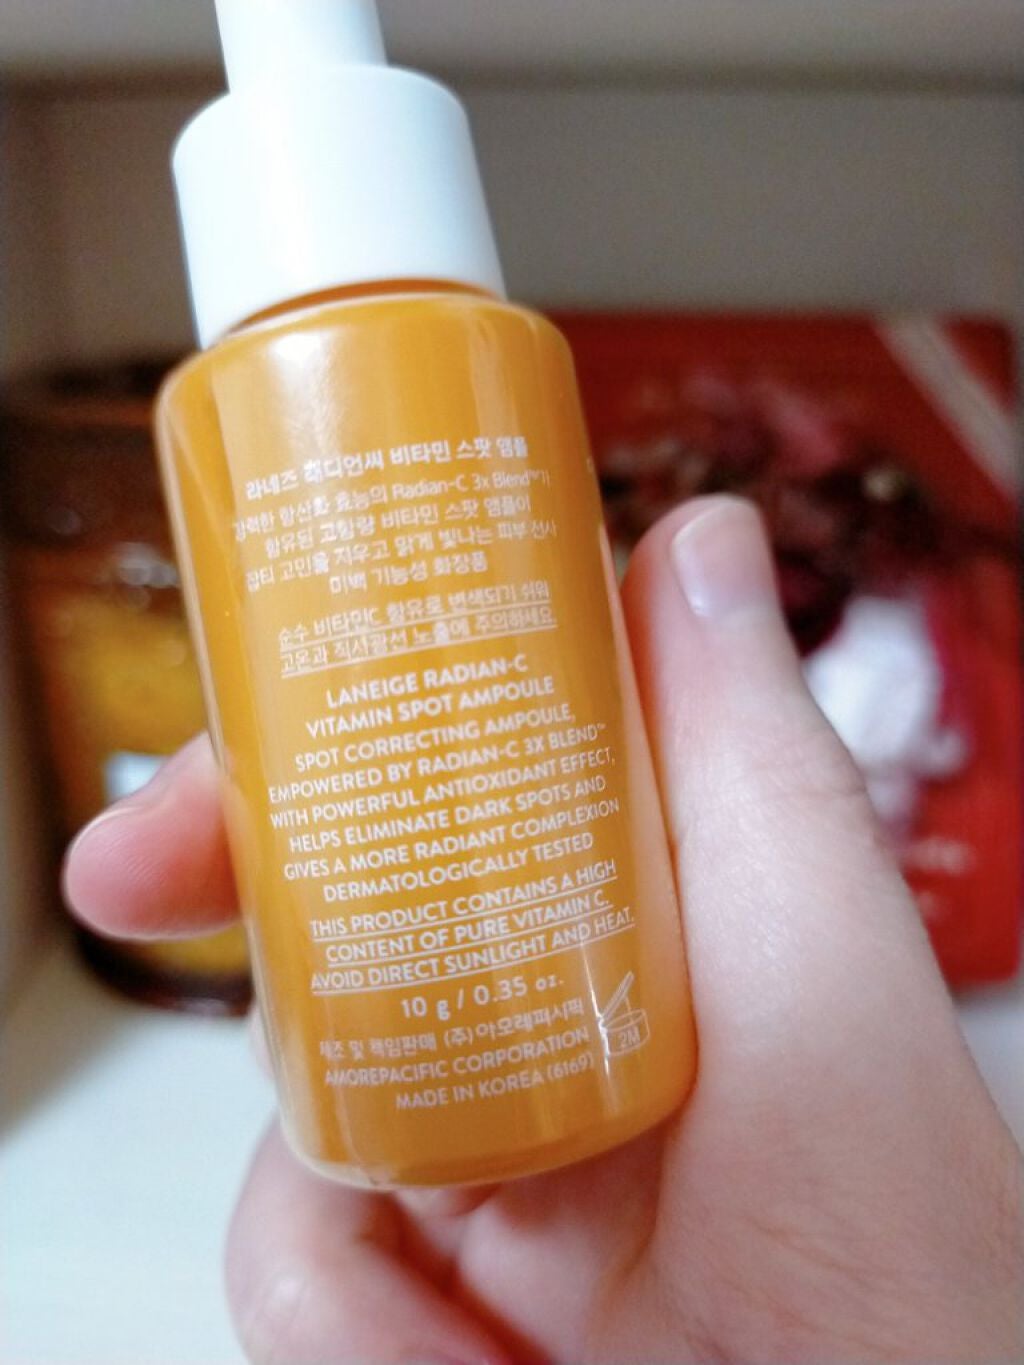 라네즈 래디언씨 비타민 스팟 앰플
강력한 항산화 효능의 Radian-C 3x Blend™가
함유된 고함량 비타민 스팟 앰플이
잡티 고민을 지우고 맑게 빛나는 피부 선사
미백 기능성 화장품
순수 비타민C 함유로 변색되기 쉬워
고온과 직사광선 노출에 주의하세요.
LANEIGE RADIAN-C
VITAMIN SPOT AMPOULE
SPOT CORRECTING AMPOULE,
EMPOWERED BY RADIAN-C 3X BLEND™
WITH POWERFUL ANTIOXIDANT EFFECT,
HELPS ELIMINATE DARK SPOTS AND
GIVES A MORE RADIANT COMPLEXION
DERMATOLOGICALLY TESTED
THIS PRODUCT CONTAINS A HIGH
CONTENT OF PURE VITAMIN C.
AVOID DIRECT SUNLIGHT AND HEAT.
10 g / 0.35 oz.
제조 및 책임판매 (주)아모레퍼시픽
AMOREPACIFIC CORPORATION
MADE IN KOREA (6169)
2M